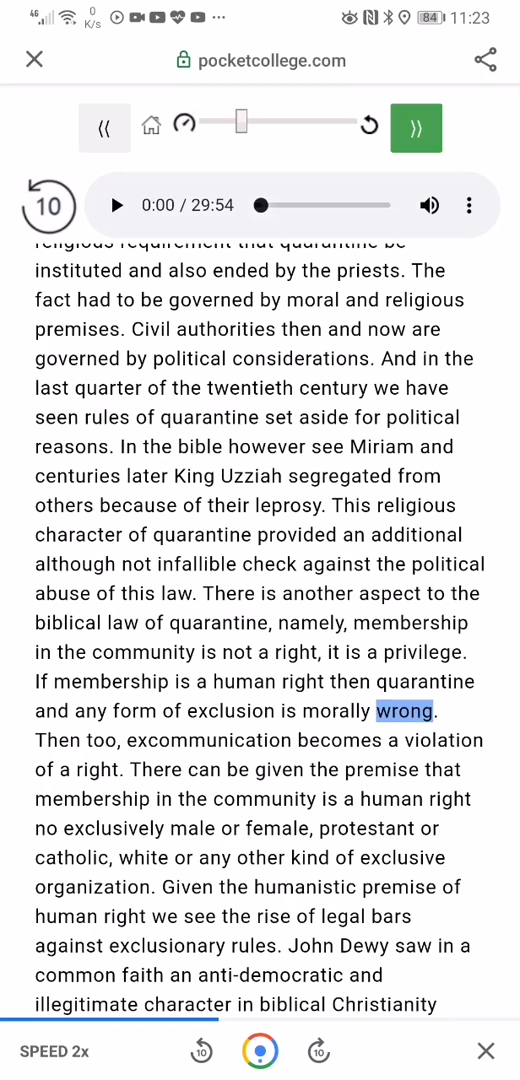 46
0
K/s
84
11:23
pocketcollege.com
⟨⟨
⟩⟩
10
0:00 / 29:54
religious requirement that quarantine be
instituted and also ended by the priests. The
fact had to be governed by moral and religious
premises. Civil authorities then and now are
governed by political considerations. And in the
last quarter of the twentieth century we have
seen rules of quarantine set aside for political
reasons. In the bible however see Miriam and
centuries later King Uzziah segregated from
others because of their leprosy. This religious
character of quarantine provided an additional
although not infallible check against the political
abuse of this law. There is another aspect to the
biblical law of quarantine, namely, membership
in the community is not a right, it is a privilege.
If membership is a human right then quarantine
and any form of exclusion is morally wrong.
Then too, excommunication becomes a violation
of a right. There can be given the premise that
membership in the community is a human right
no exclusively male or female, protestant or
catholic, white or any other kind of exclusive
organization. Given the humanistic premise of
human right we see the rise of legal bars
against exclusionary rules. John Dewy saw in a
common faith an anti-democratic and
illegitimate character in biblical Christianity
SPEED 2x
10
10